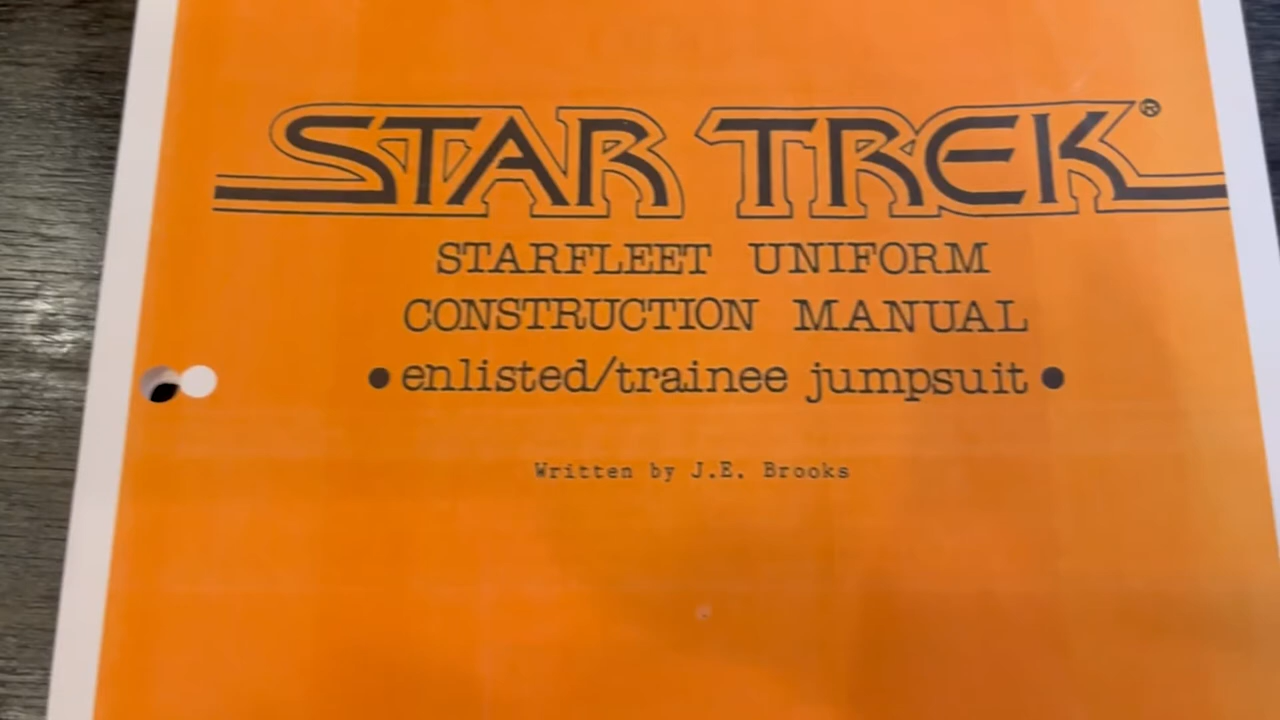 STAR TREK®
STARFLEET UNIFORM
CONSTRUCTION MANUAL
• enlisted/trainee jumpsuit •
Written by J.E. Brooks